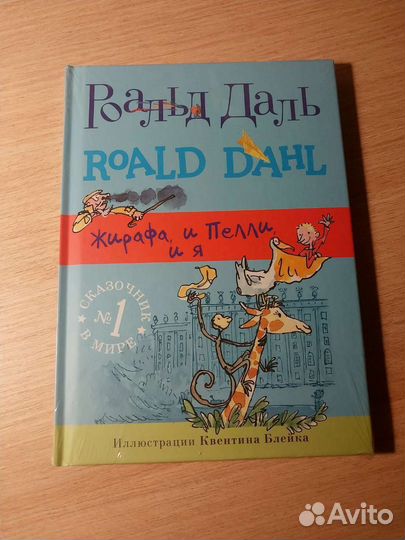 Роальд Даль
ROALD DAHL
Жирафа, и Пелли,
и я
СКАЗОЧНИК
№1
В МИРЕ
Иллюстрации Квентина Блейка
Avito